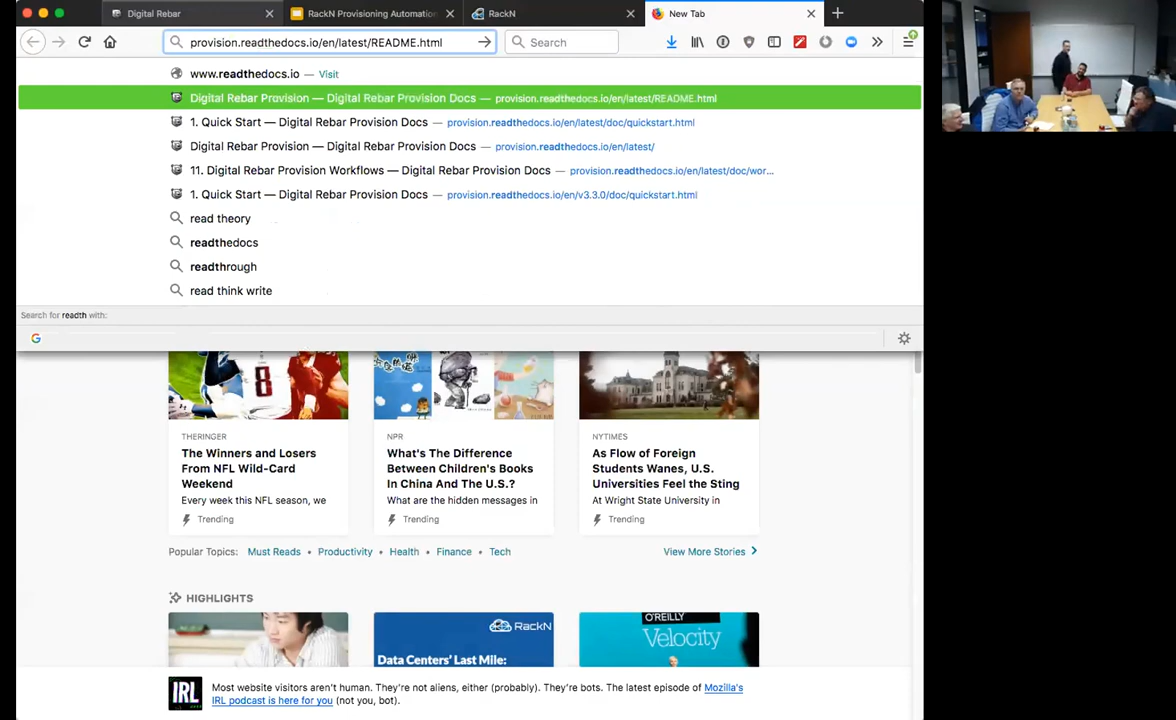 Digital Rebar
RackN Provisioning Automation
RackN
New Tab
provision.readthedocs.io/en/latest/README.html
Search
www.readthedocs.io — Visit
Digital Rebar Provision — Digital Rebar Provision Docs — provision.readthedocs.io/en/latest/README.html
1. Quick Start — Digital Rebar Provision Docs — provision.readthedocs.io/en/latest/doc/quickstart.html
Digital Rebar Provision — Digital Rebar Provision Docs — provision.readthedocs.io/en/latest/
11. Digital Rebar Provision Workflows — Digital Rebar Provision Docs — provision.readthedocs.io/en/latest/doc/wor...
1. Quick Start — Digital Rebar Provision Docs — provision.readthedocs.io/en/v3.3.0/doc/quickstart.html
read theory
readthedocs
readthrough
read think write
Search for readth with:
G
8
THERINGER
The Winners and Losers
From NFL Wild-Card
Weekend
Every week this NFL season, we
Trending
NPR
What's The Difference
Between Children's Books
In China And The U.S.?
What are the hidden messages in
Trending
NYTIMES
As Flow of Foreign
Students Wanes, U.S.
Universities Feel the Sting
At Wright State University in
Trending
Popular Topics: Must Reads • Productivity • Health • Finance • Tech
View More Stories
HIGHLIGHTS
RackN
Data Centers' Last Mile:
O'REILLY
Velocity
IRL
Most website visitors aren't human. They're not aliens, either (probably). They're bots. The latest episode of Mozilla's
IRL podcast is here for you (not you, bot).